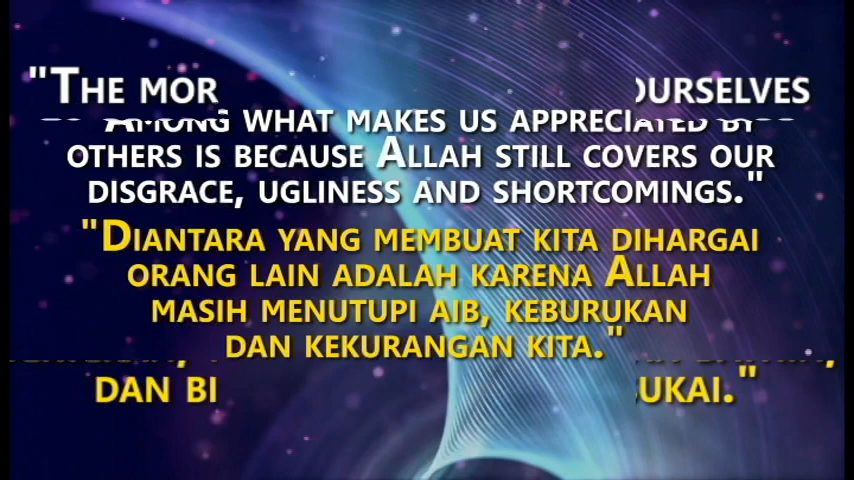 "THE MOR OURSELVES
AMONG WHAT MAKES US APPRECIATED BY
OTHERS IS BECAUSE ALLAH STILL COVERS OUR
DISGRACE, UGLINESS AND SHORTCOMINGS."
"DIANTARA YANG MEMBUAT KITA DIHARGAI
ORANG LAIN ADALAH KARENA ALLAH
MASIH MENUTUPI AIB, KEBURUKAN
DAN KEKURANGAN KITA."
DAN BI UKAI."